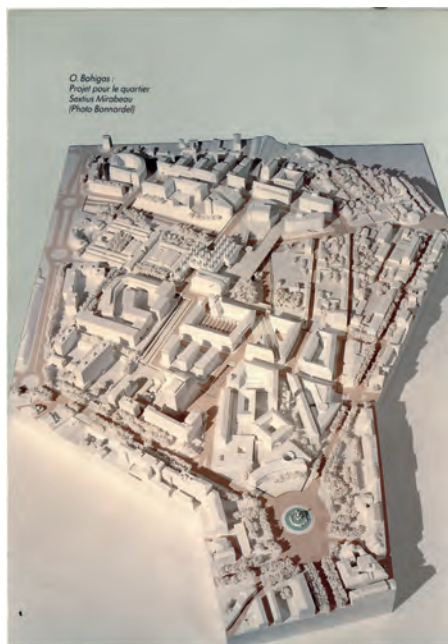 O. Bohigas :
Projet pour le quartier
Sextius Mirabeau
(Photo Bonnardel)